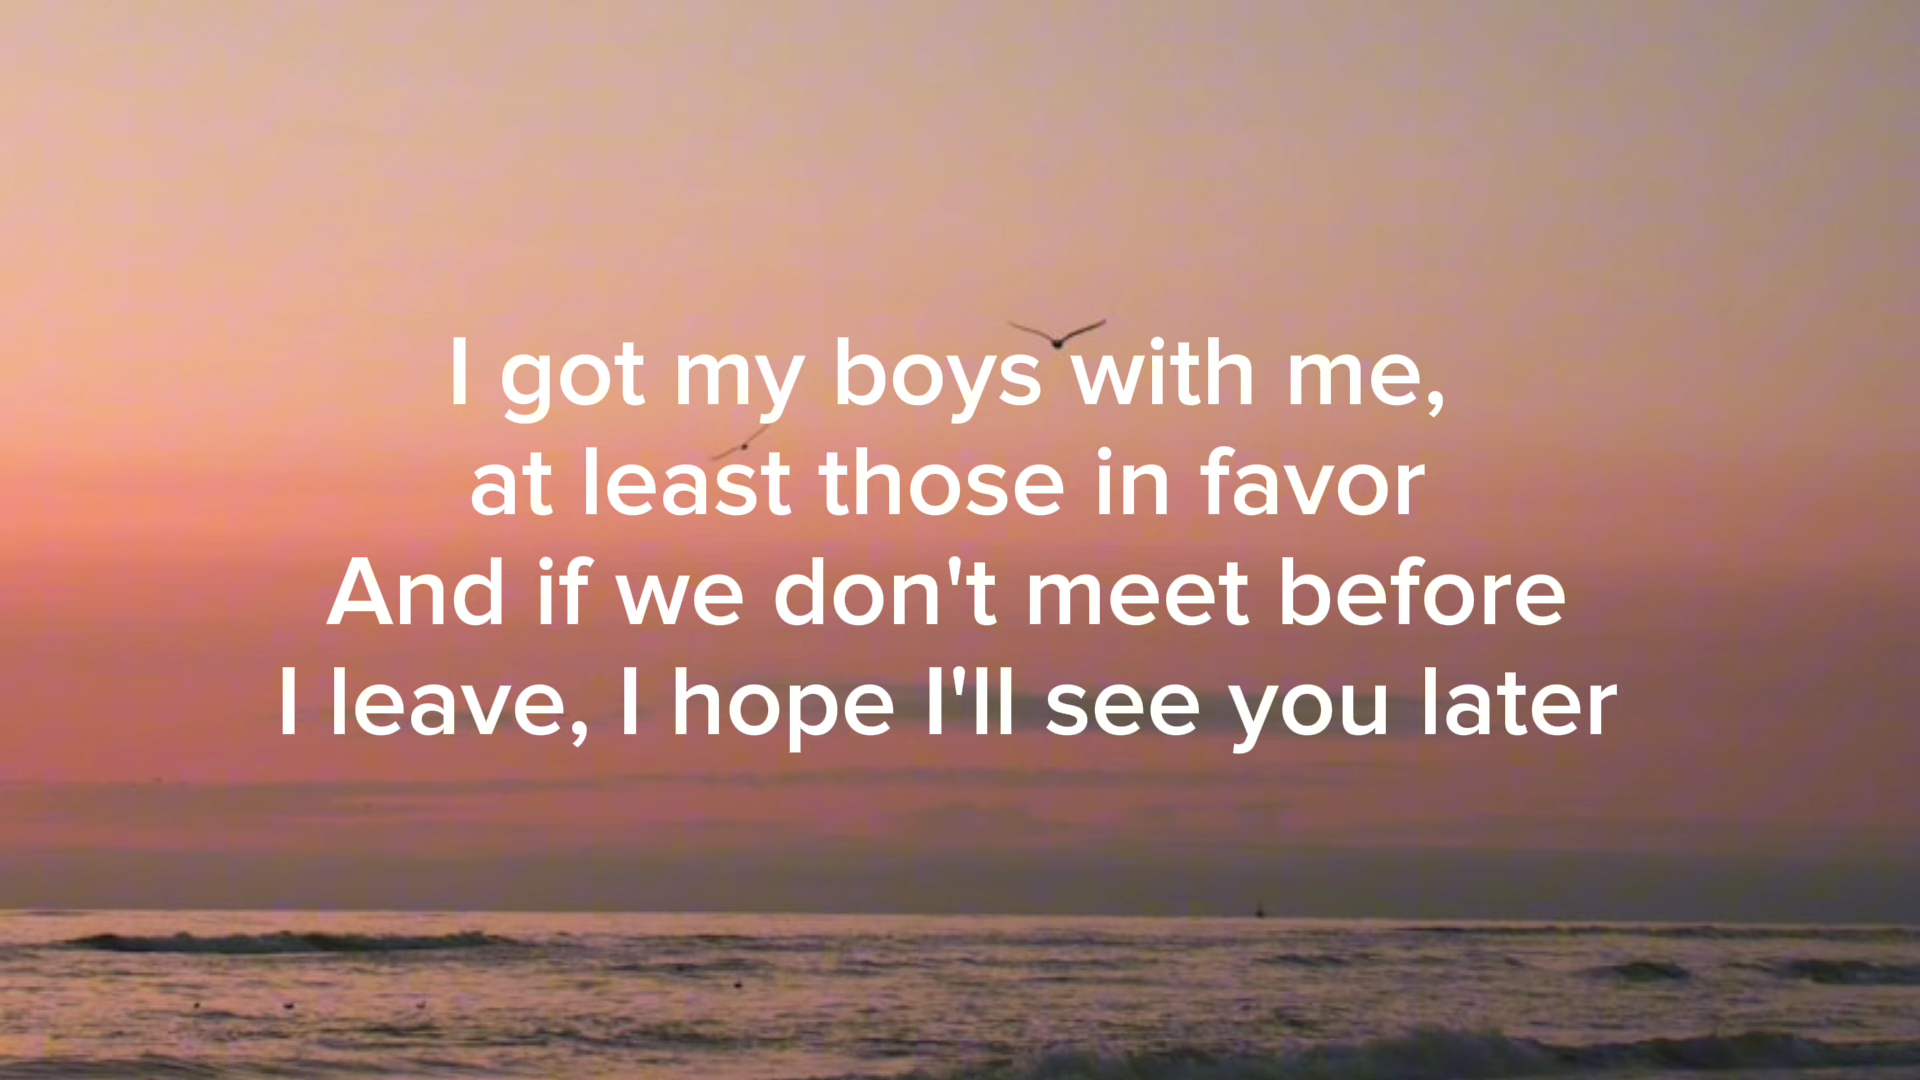 I got my boys with me,
at least those in favor
And if we don't meet before
I leave, I hope I'll see you later